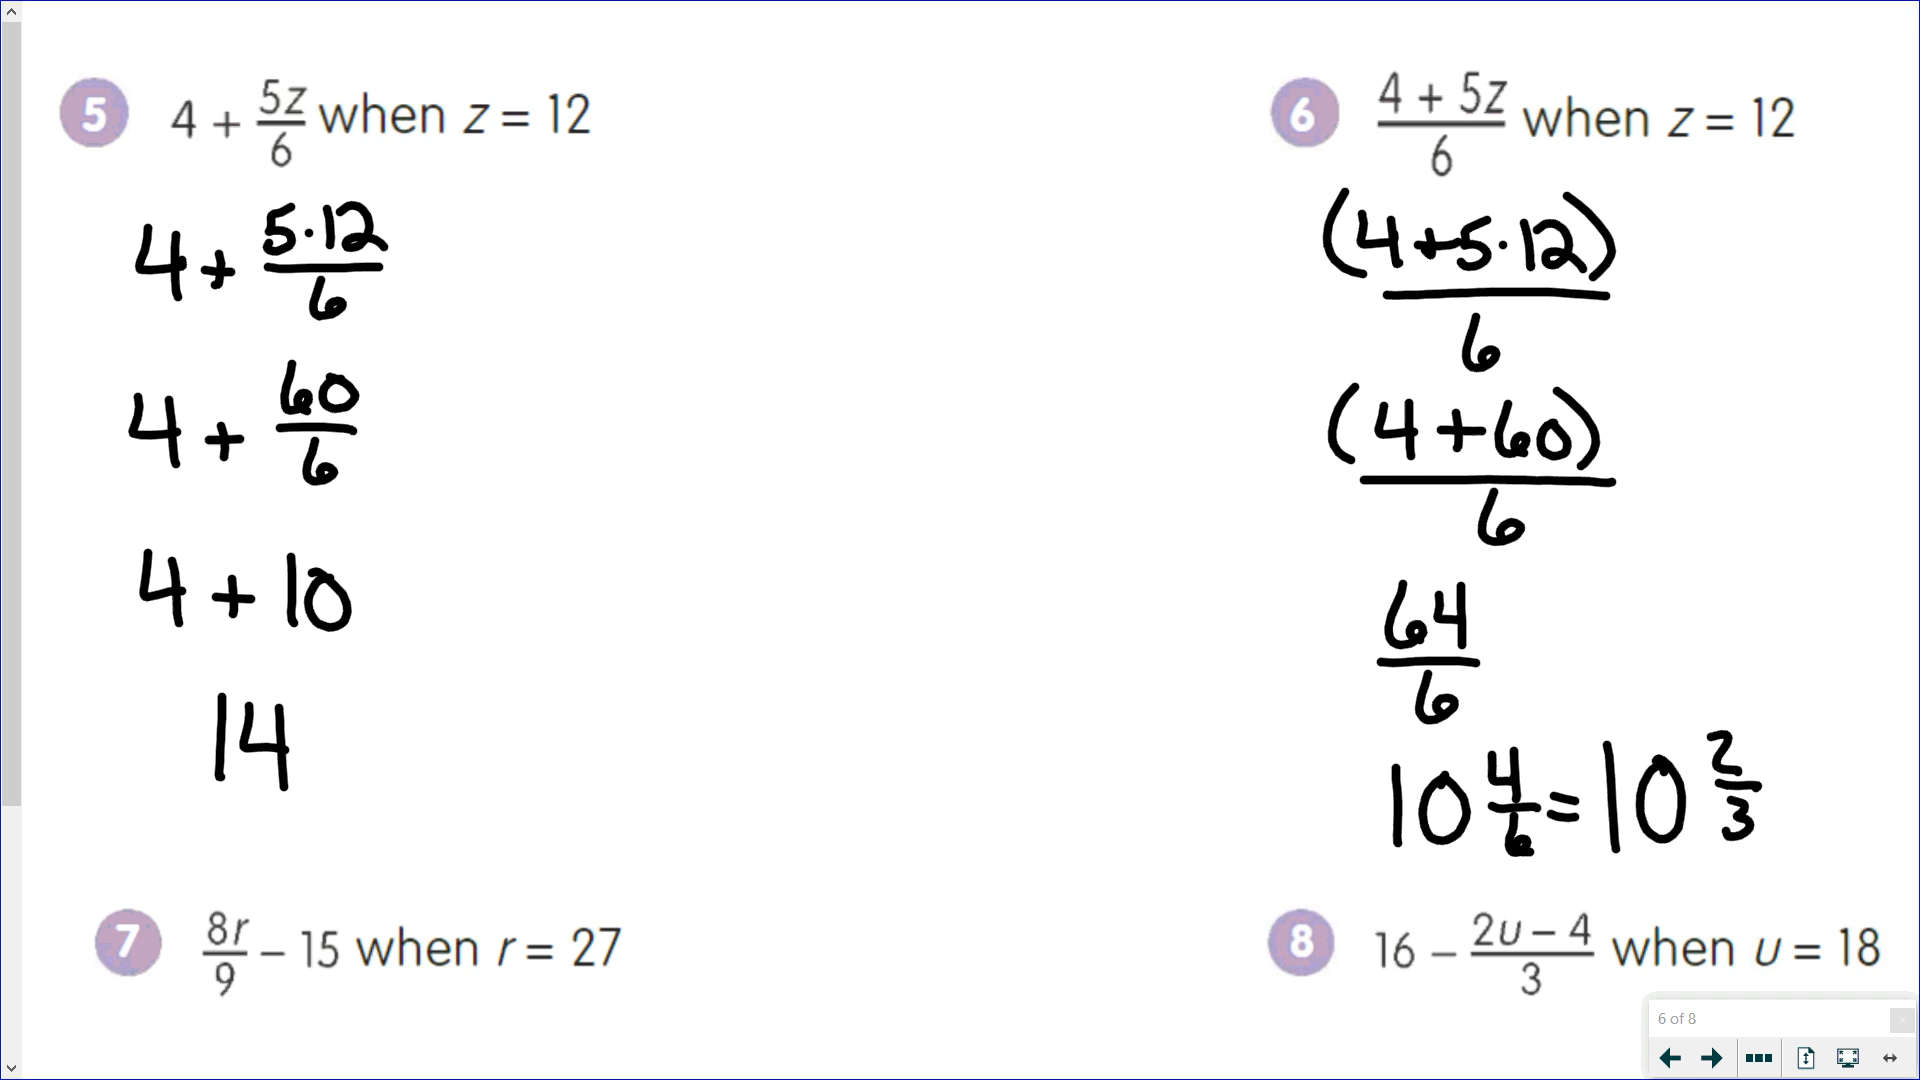 5 4 + 5z/6 when z = 12
4 + 5·12/6
4 + 60/6
4 + 10
14
6 (4 + 5z)/6 when z = 12
(4+5·12)/6
(4+60)/6
64/6
10 4/6 = 10 2/3
7 8r/9 – 15 when r = 27
8 16 – (2u – 4)/3 when u = 18
6 of 8